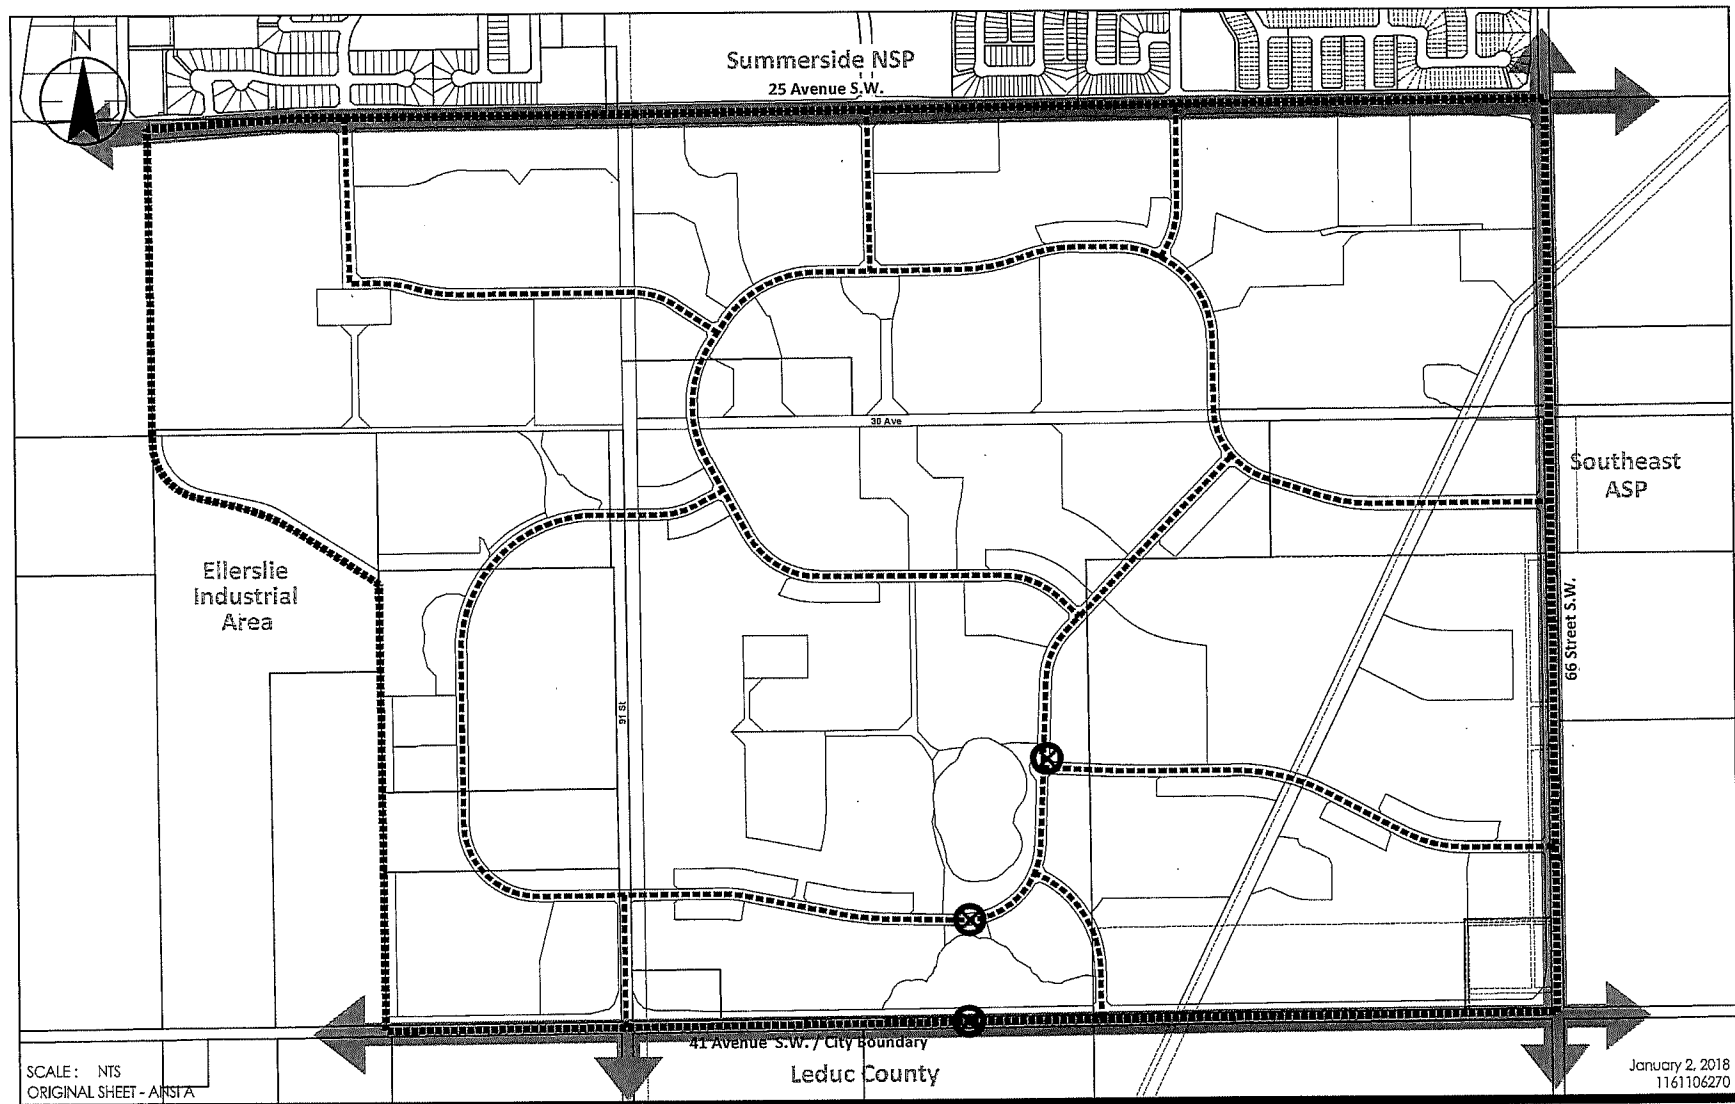 N
Summerside NSP
25 Avenue S.W.
30 Ave
Southeast
ASP
Ellerslie
Industrial
Area
66 Street S.W.
91 St
41 Avenue S.W. / City Boundary
Leduc County
SCALE: NTS
ORIGINAL SHEET - ANSI A
January 2, 2018
1161106270